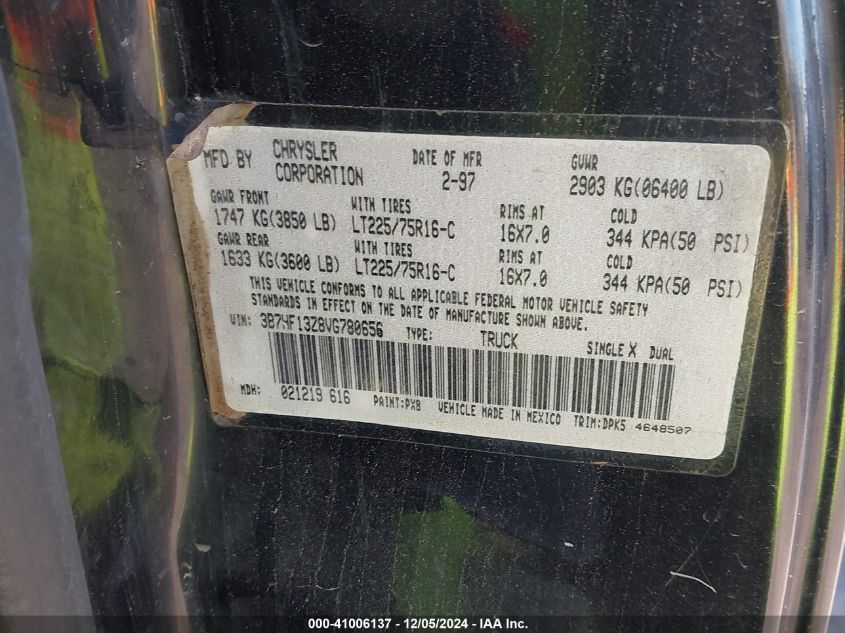 MFD BY CHRYSLER CORPORATION DATE OF MFR 2-97 GVWR 2903 KG(06400 LB)
GAWR FRONT WITH TIRES RIMS AT COLD
1747 KG(3850 LB) LT225/75R16-C 16X7.0 344 KPA(50 PSI)
GAWR REAR WITH TIRES RIMS AT COLD
1633 KG(3600 LB) LT225/75R16-C 16X7.0 344 KPA(50 PSI)
THIS VEHICLE CONFORMS TO ALL APPLICABLE FEDERAL MOTOR VEHICLE SAFETY
STANDARDS IN EFFECT ON THE DATE OF MANUFACTURE SHOWN ABOVE.
VIN: 3B7HF13Z8VG780656 TYPE: TRUCK SINGLE X DUAL
MDH: 021219 616 PAINT:PX8 VEHICLE MADE IN MEXICO TRIM:DPK5 4648507
000-41006137 - 12/05/2024 - IAA Inc.